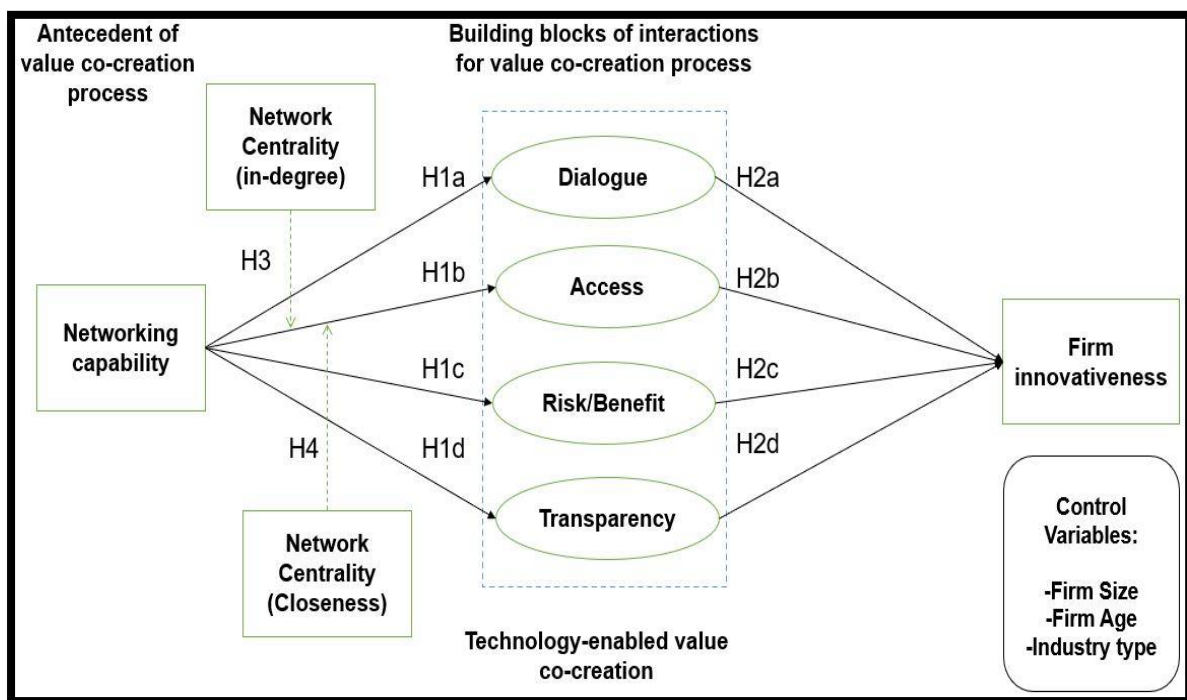 Antecedent of
value co-creation
process
Building blocks of interactions
for value co-creation process
Network
Centrality
(in-degree)
H1a
Dialogue
H2a
H3
H1b
Access
H2b
Networking
capability
Firm
innovativeness
H1c
Risk/Benefit
H2c
H4
H1d
Transparency
H2d
Network
Centrality
(Closeness)
Technology-enabled value
co-creation
Control
Variables:
-Firm Size
-Firm Age
-Industry type